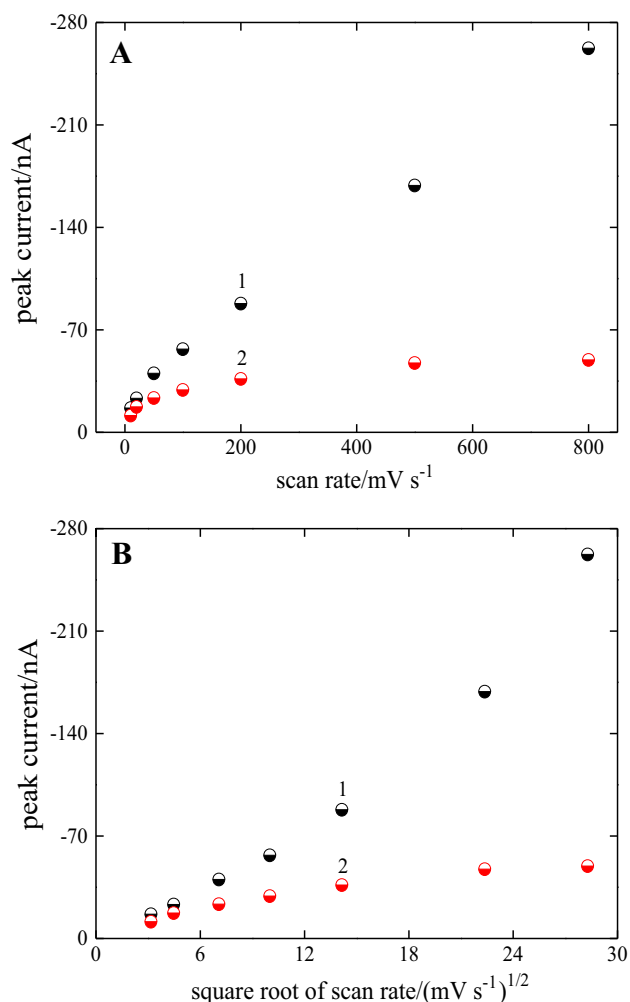 A
-280
-210
-140
-70
0
peak current/nA
1
2
0 200 400 600 800
scan rate/mV s⁻¹
B
-280
-210
-140
-70
0
peak current/nA
1
2
0 6 12 18 24 30
square root of scan rate/(mV s⁻¹)¹/²